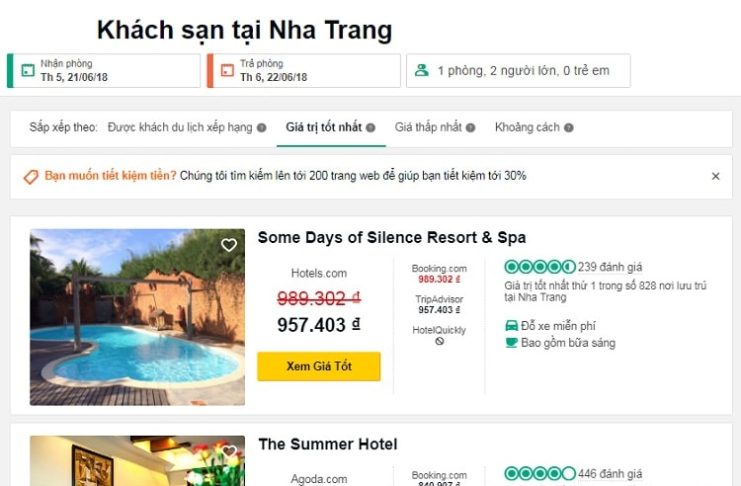 Khách sạn tại Nha Trang
Nhận phòng
Th 5, 21/06/18
Trả phòng
Th 6, 22/06/18
1 phòng, 2 người lớn, 0 trẻ em
Sắp xếp theo: Được khách du lịch xếp hạng Giá trị tốt nhất Giá thấp nhất Khoảng cách
Bạn muốn tiết kiệm tiền? Chúng tôi tìm kiếm lên tới 200 trang web để giúp bạn tiết kiệm tới 30%
Some Days of Silence Resort & Spa
Hotels.com
989.302 ₫
957.403 ₫
Xem Giá Tốt
Booking.com
989.302 ₫
TripAdvisor
957.403 ₫
HotelQuickly
239 đánh giá
Giá trị tốt nhất thứ 1 trong số 828 nơi lưu trú
tại Nha Trang
Đỗ xe miễn phí
Bao gồm bữa sáng
The Summer Hotel
Agoda.com
Booking.com
840.907 ₫
446 đánh giá